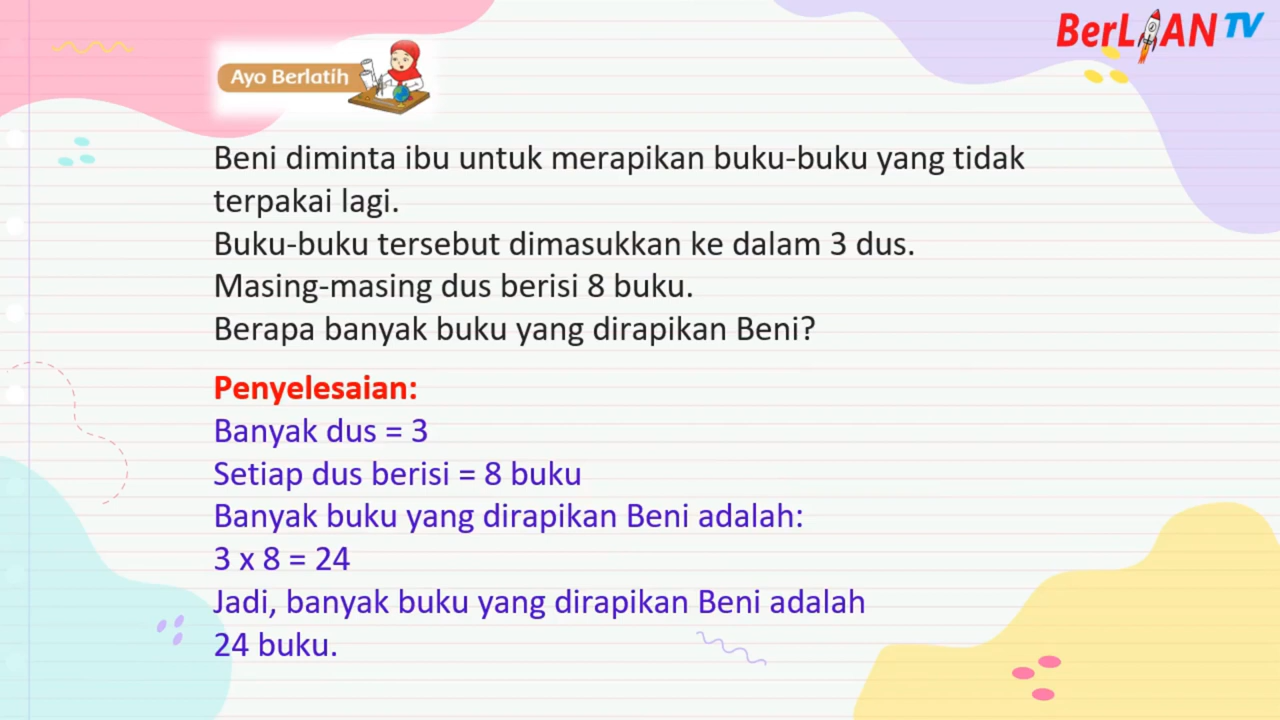 BerLIAN TV
Ayo Berlatih
Beni diminta ibu untuk merapikan buku-buku yang tidak
terpakai lagi.
Buku-buku tersebut dimasukkan ke dalam 3 dus.
Masing-masing dus berisi 8 buku.
Berapa banyak buku yang dirapikan Beni?
Penyelesaian:
Banyak dus = 3
Setiap dus berisi = 8 buku
Banyak buku yang dirapikan Beni adalah:
3 x 8 = 24
Jadi, banyak buku yang dirapikan Beni adalah
24 buku.